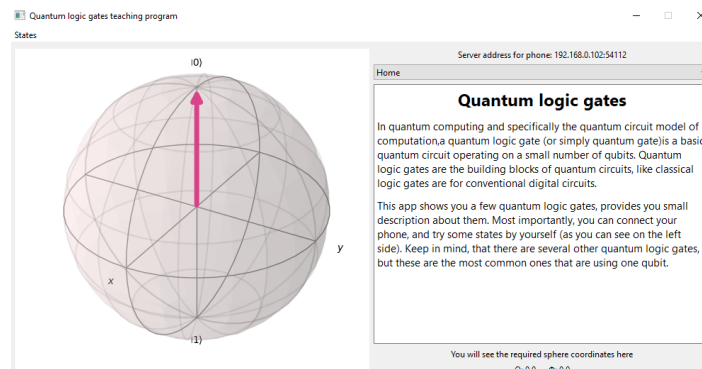 Quantum logic gates teaching program
States
|0⟩
y
x
|1⟩
Server address for phone: 192.168.0.102:54112
Home
Quantum logic gates
In quantum computing and specifically the quantum circuit model of
computation,a quantum logic gate (or simply quantum gate)is a basic
quantum circuit operating on a small number of qubits. Quantum
logic gates are the building blocks of quantum circuits, like classical
logic gates are for conventional digital circuits.
This app shows you a few quantum logic gates, provides you small
description about them. Most importantly, you can connect your
phone, and try some states by yourself (as you can see on the left
side). Keep in mind, that there are several other quantum logic gates,
but these are the most common ones that are using one qubit.
You will see the required sphere coordinates here